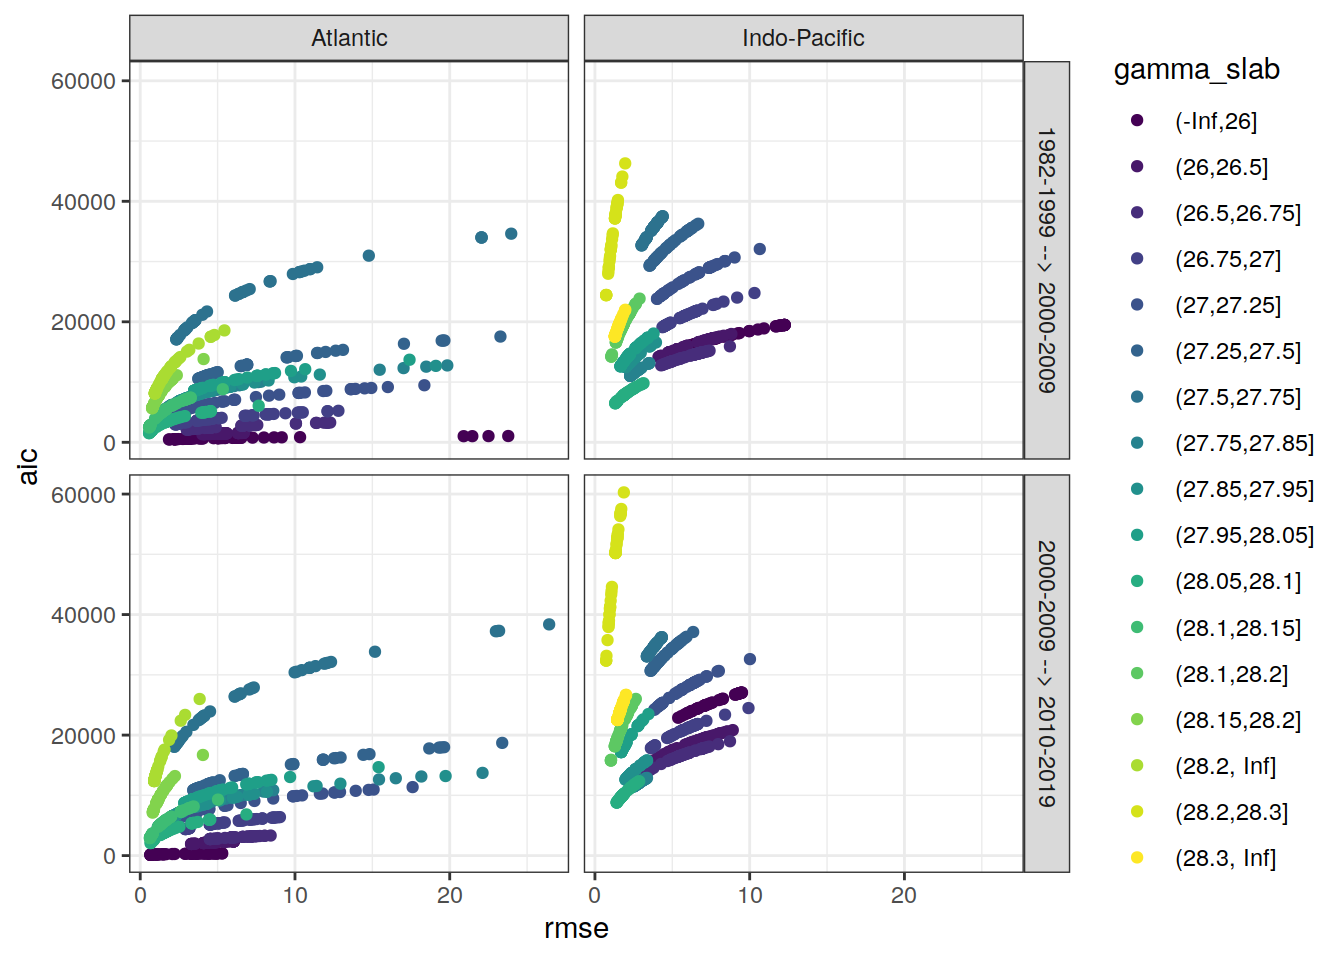 Atlantic
Indo-Pacific
60000
40000
20000
0
1982-1999 --> 2000-2009
60000
40000
20000
0
2000-2009 --> 2010-2019
0
10
20
0
10
20
rmse
aic
gamma_slab
(-Inf,26]
(26,26.5]
(26.5,26.75]
(26.75,27]
(27,27.25]
(27.25,27.5]
(27.5,27.75]
(27.75,27.85]
(27.85,27.95]
(27.95,28.05]
(28.05,28.1]
(28.1,28.15]
(28.1,28.2]
(28.15,28.2]
(28.2, Inf]
(28.2,28.3]
(28.3, Inf]